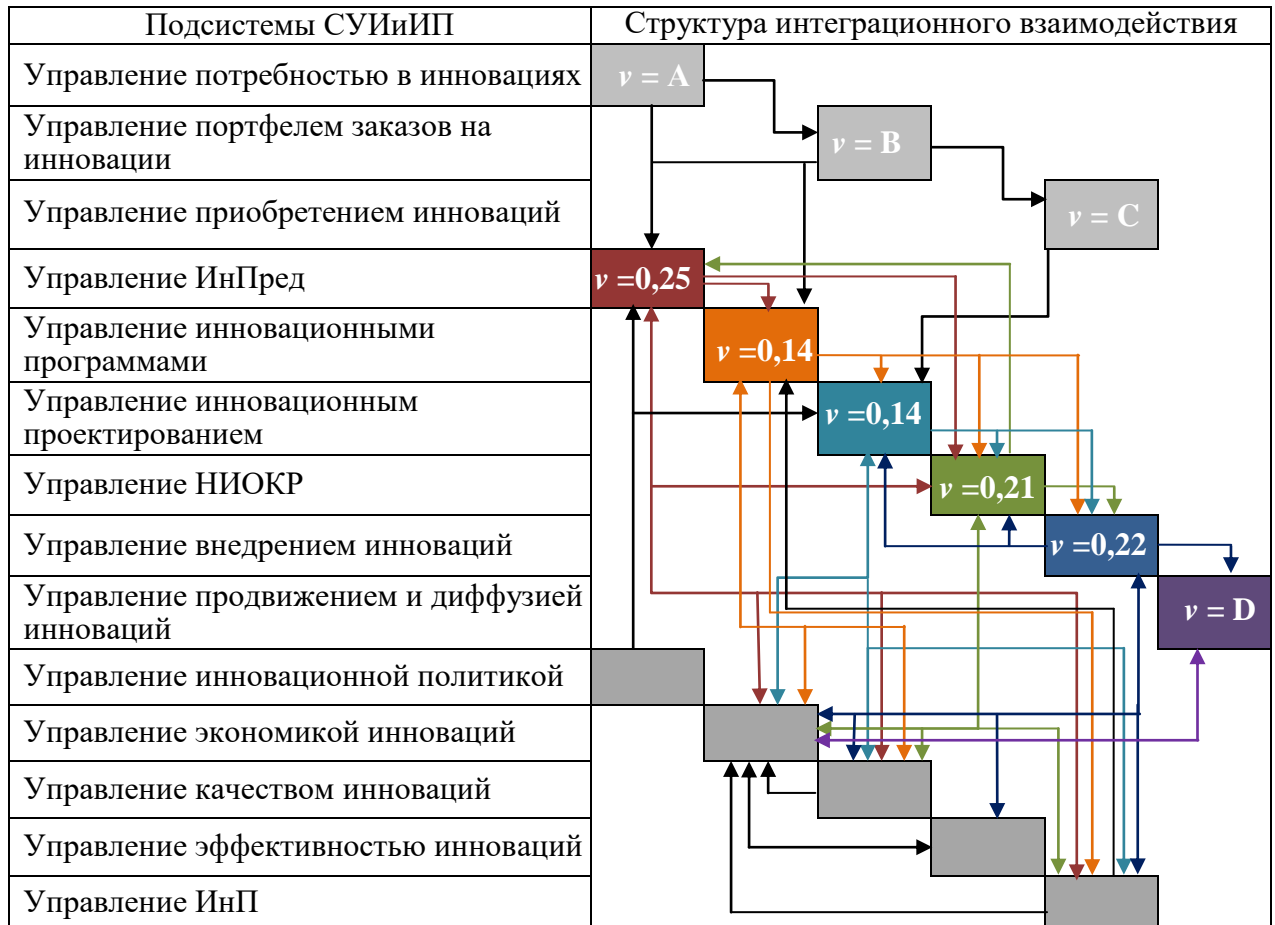 Подсистемы СУИиИП
Структура интеграционного взаимодействия
Управление потребностью в инновациях
v = A
Управление портфелем заказов на
инновации
v = B
Управление приобретением инноваций
v = C
Управление ИнПред
v =0,25
Управление инновационными
программами
v =0,14
Управление инновационным
проектированием
v =0,14
Управление НИОКР
v =0,21
Управление внедрением инноваций
v =0,22
Управление продвижением и диффузией
инноваций
v = D
Управление инновационной политикой
Управление экономикой инноваций
Управление качеством инноваций
Управление эффективностью инноваций
Управление ИнП